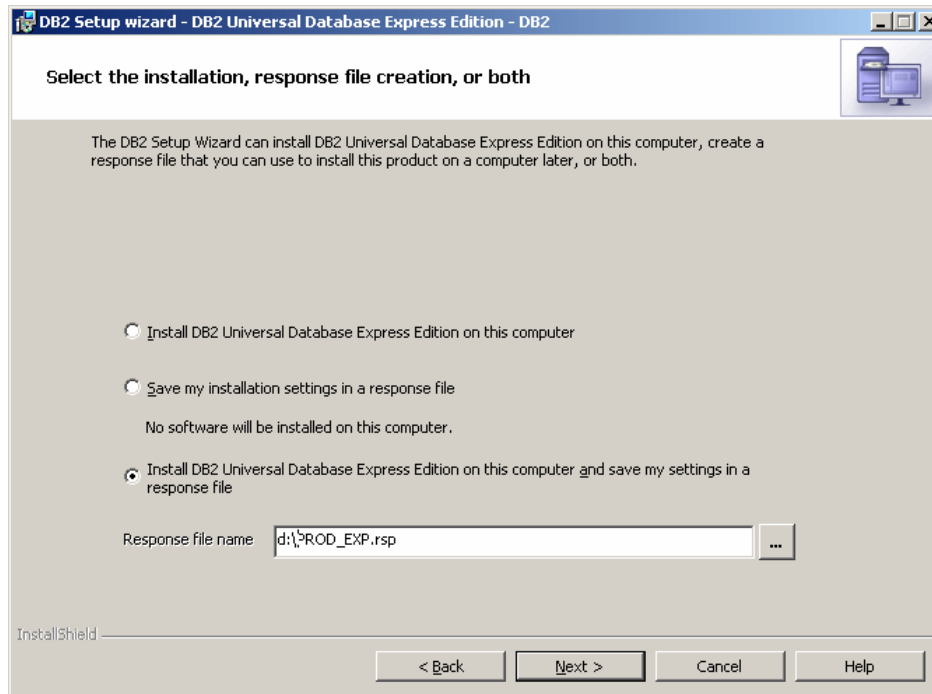 DB2 Setup wizard - DB2 Universal Database Express Edition - DB2
Select the installation, response file creation, or both
The DB2 Setup Wizard can install DB2 Universal Database Express Edition on this computer, create a
response file that you can use to install this product on a computer later, or both.
Install DB2 Universal Database Express Edition on this computer
Save my installation settings in a response file
No software will be installed on this computer.
Install DB2 Universal Database Express Edition on this computer and save my settings in a
response file
Response file name d:\PROD_EXP.rsp ...
InstallShield
< Back Next > Cancel Help